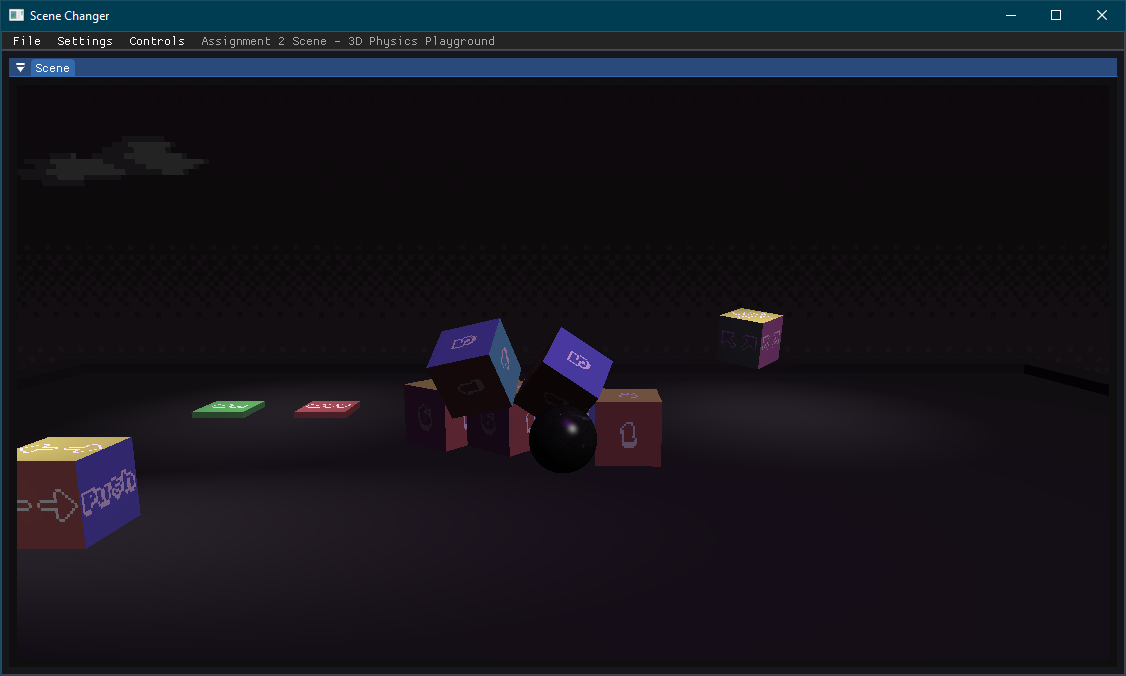 Scene Changer
File Settings Controls Assignment 2 Scene - 3D Physics Playground
Scene
Push